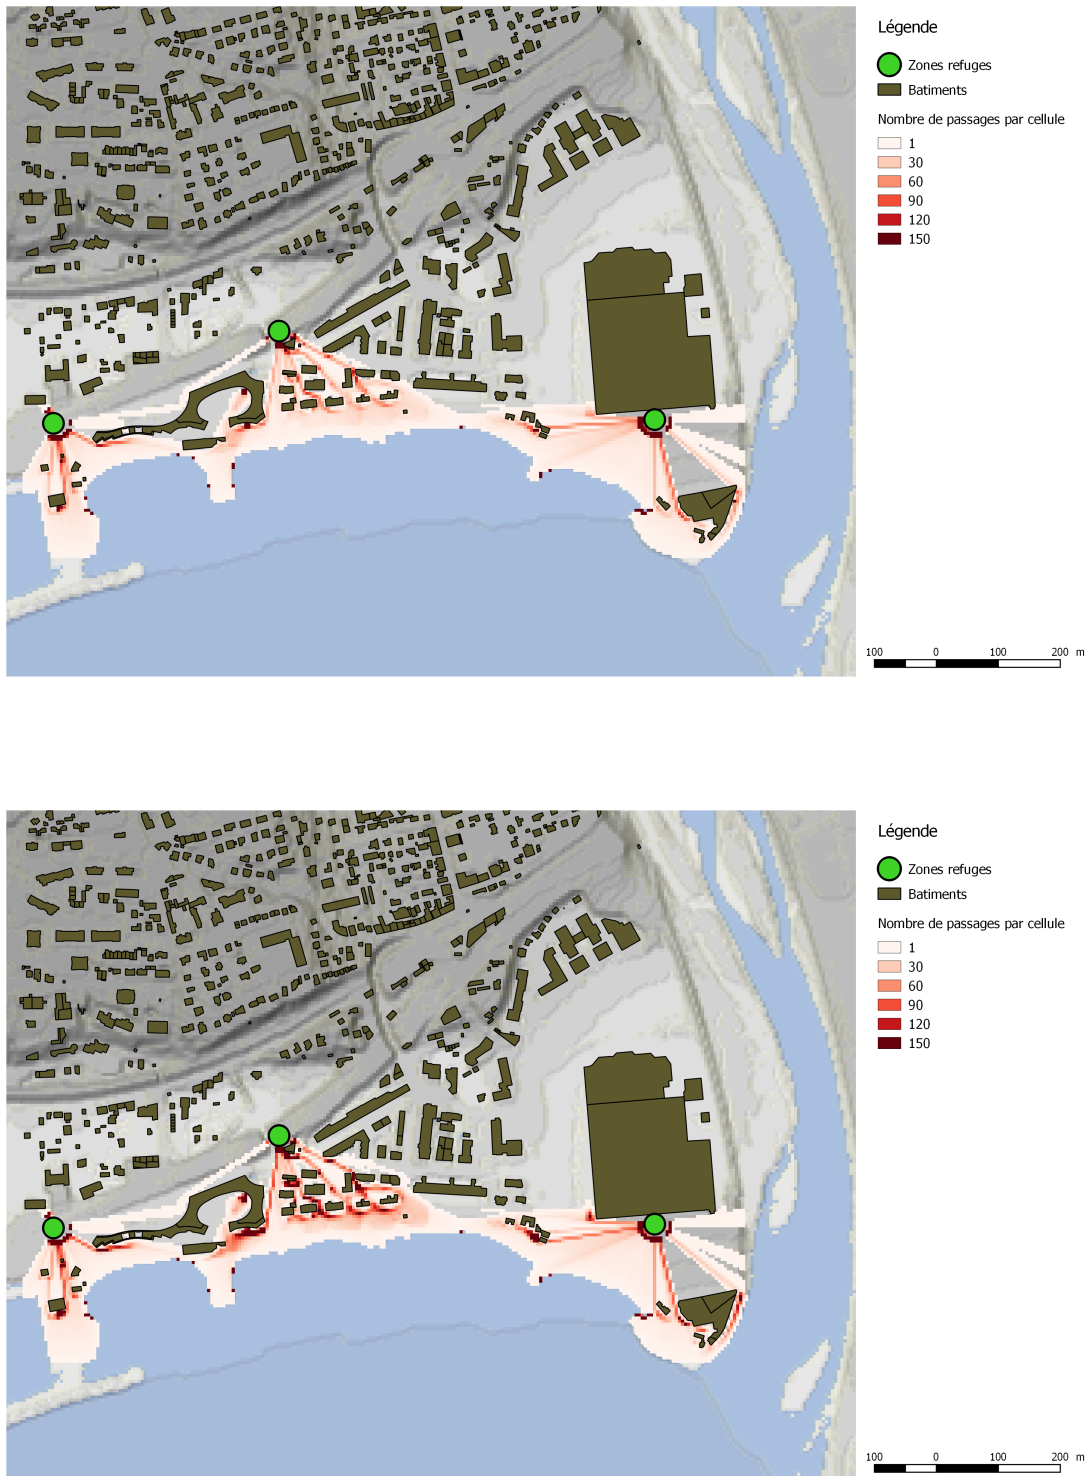 Légende
Zones refuges
Batiments
Nombre de passages par cellule
1
30
60
90
120
150
100 0 100 200 m
Légende
Zones refuges
Batiments
Nombre de passages par cellule
1
30
60
90
120
150
100 0 100 200 m